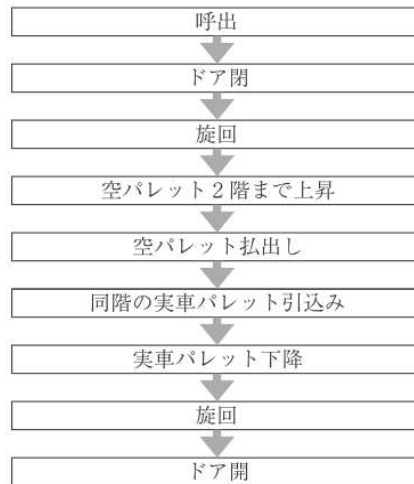 呼出
ドア閉
旋回
空パレット２階まで上昇
空パレット払出し
同階の実車パレット引込み
実車パレット下降
旋回
ドア開